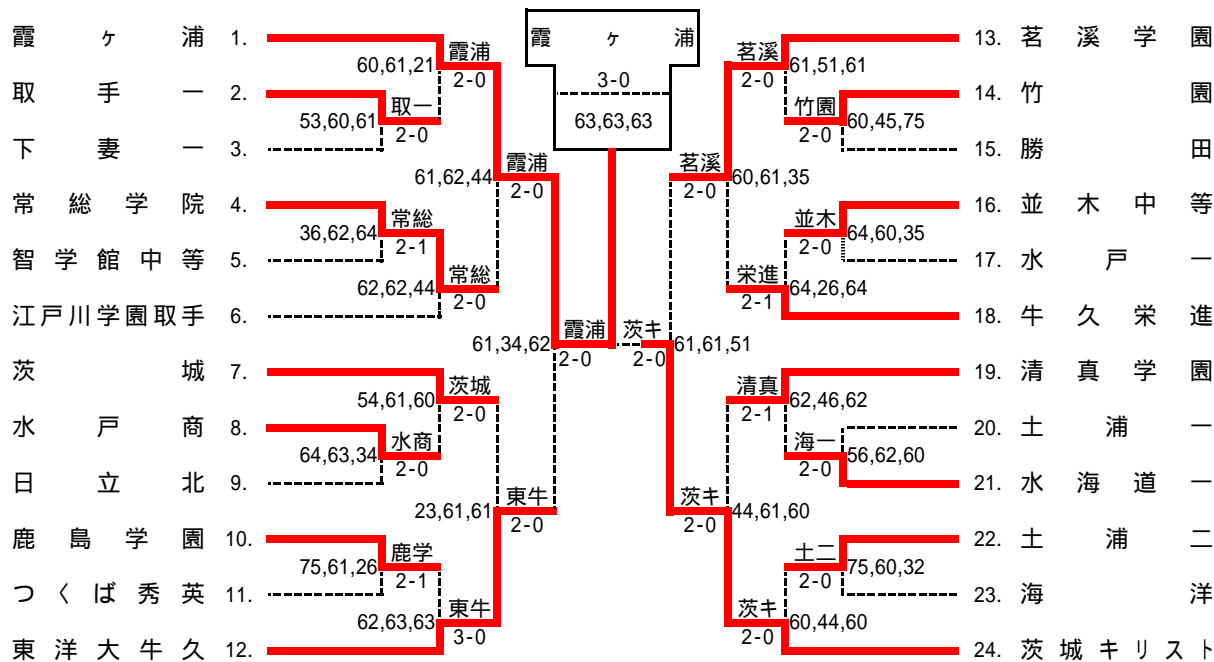 霞ヶ浦 1.
取手一 2.
下妻一 3.
常総学院 4.
智学館中等 5.
江戸川学園取手 6.
茨城 7.
水戸商 8.
日立北 9.
鹿島学園 10.
つくば秀英 11.
東洋大牛久 12.
60,61,21
霞浦
2-0
53,60,61
取一
2-0
36,62,64
常総
2-1
62,62,44
常総
2-0
61,62,44
霞浦
2-0
54,61,60
茨城
2-0
64,63,34
水商
2-0
75,61,26
鹿学
2-1
62,63,63
東牛
3-0
23,61,61
東牛
2-0
61,34,62
霞浦
2-0
霞ヶ浦
3-0
63,63,63
茨キ
2-0
61,61,51
茗溪
2-0
60,61,35
茗溪
2-0
61,51,61
竹園
2-0
60,45,75
並木
2-0
64,60,35
栄進
2-1
64,26,64
清真
2-1
62,46,62
海一
2-0
56,62,60
茨キ
2-0
44,61,60
土二
2-0
75,60,32
茨キ
2-0
60,44,60
13. 茗溪学園
14. 竹園
15. 勝田
16. 並木中等
17. 水戸一
18. 牛久栄進
19. 清真学園
20. 土浦一
21. 水海道一
22. 土浦二
23. 海洋
24. 茨城キリスト